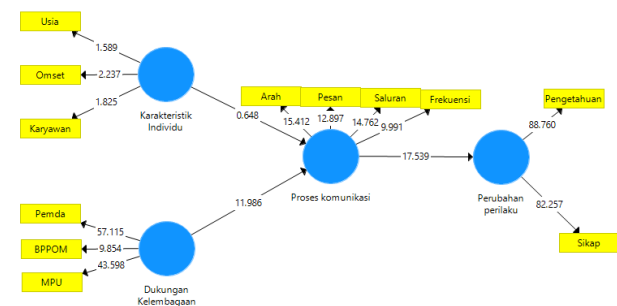 Usia
1.589
Omset
2.237
1.825
Karyawan
Karakteristik
Individu
0.648
Arah
Pesan
Saluran
Frekuensi
15.412
12.897
14.762
9.991
Proses komunikasi
17.539
Pengetahuan
88.760
Perubahan
perilaku
82.257
Sikap
11.986
Pemda
57.115
BPPOM
9.854
43.598
MPU
Dukungan
Kelembagaan